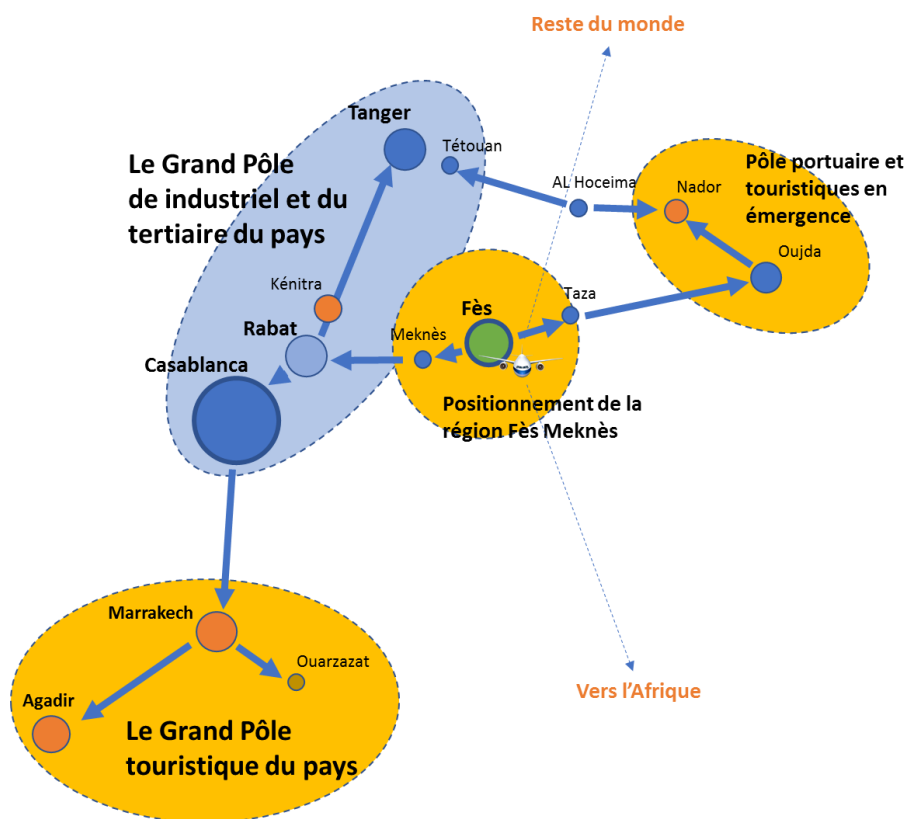 Reste du monde
Tanger
Tétouan
Le Grand Pôle
de industriel et du
tertiaire du pays
AL Hoceima
Pôle portuaire et
touristiques en
émergence
Nador
Oujda
Kénitra
Fès
Taza
Rabat
Meknès
Casablanca
Positionnement de la
région Fès Meknès
Marrakech
Ouarzazat
Vers l'Afrique
Agadir
Le Grand Pôle
touristique du pays